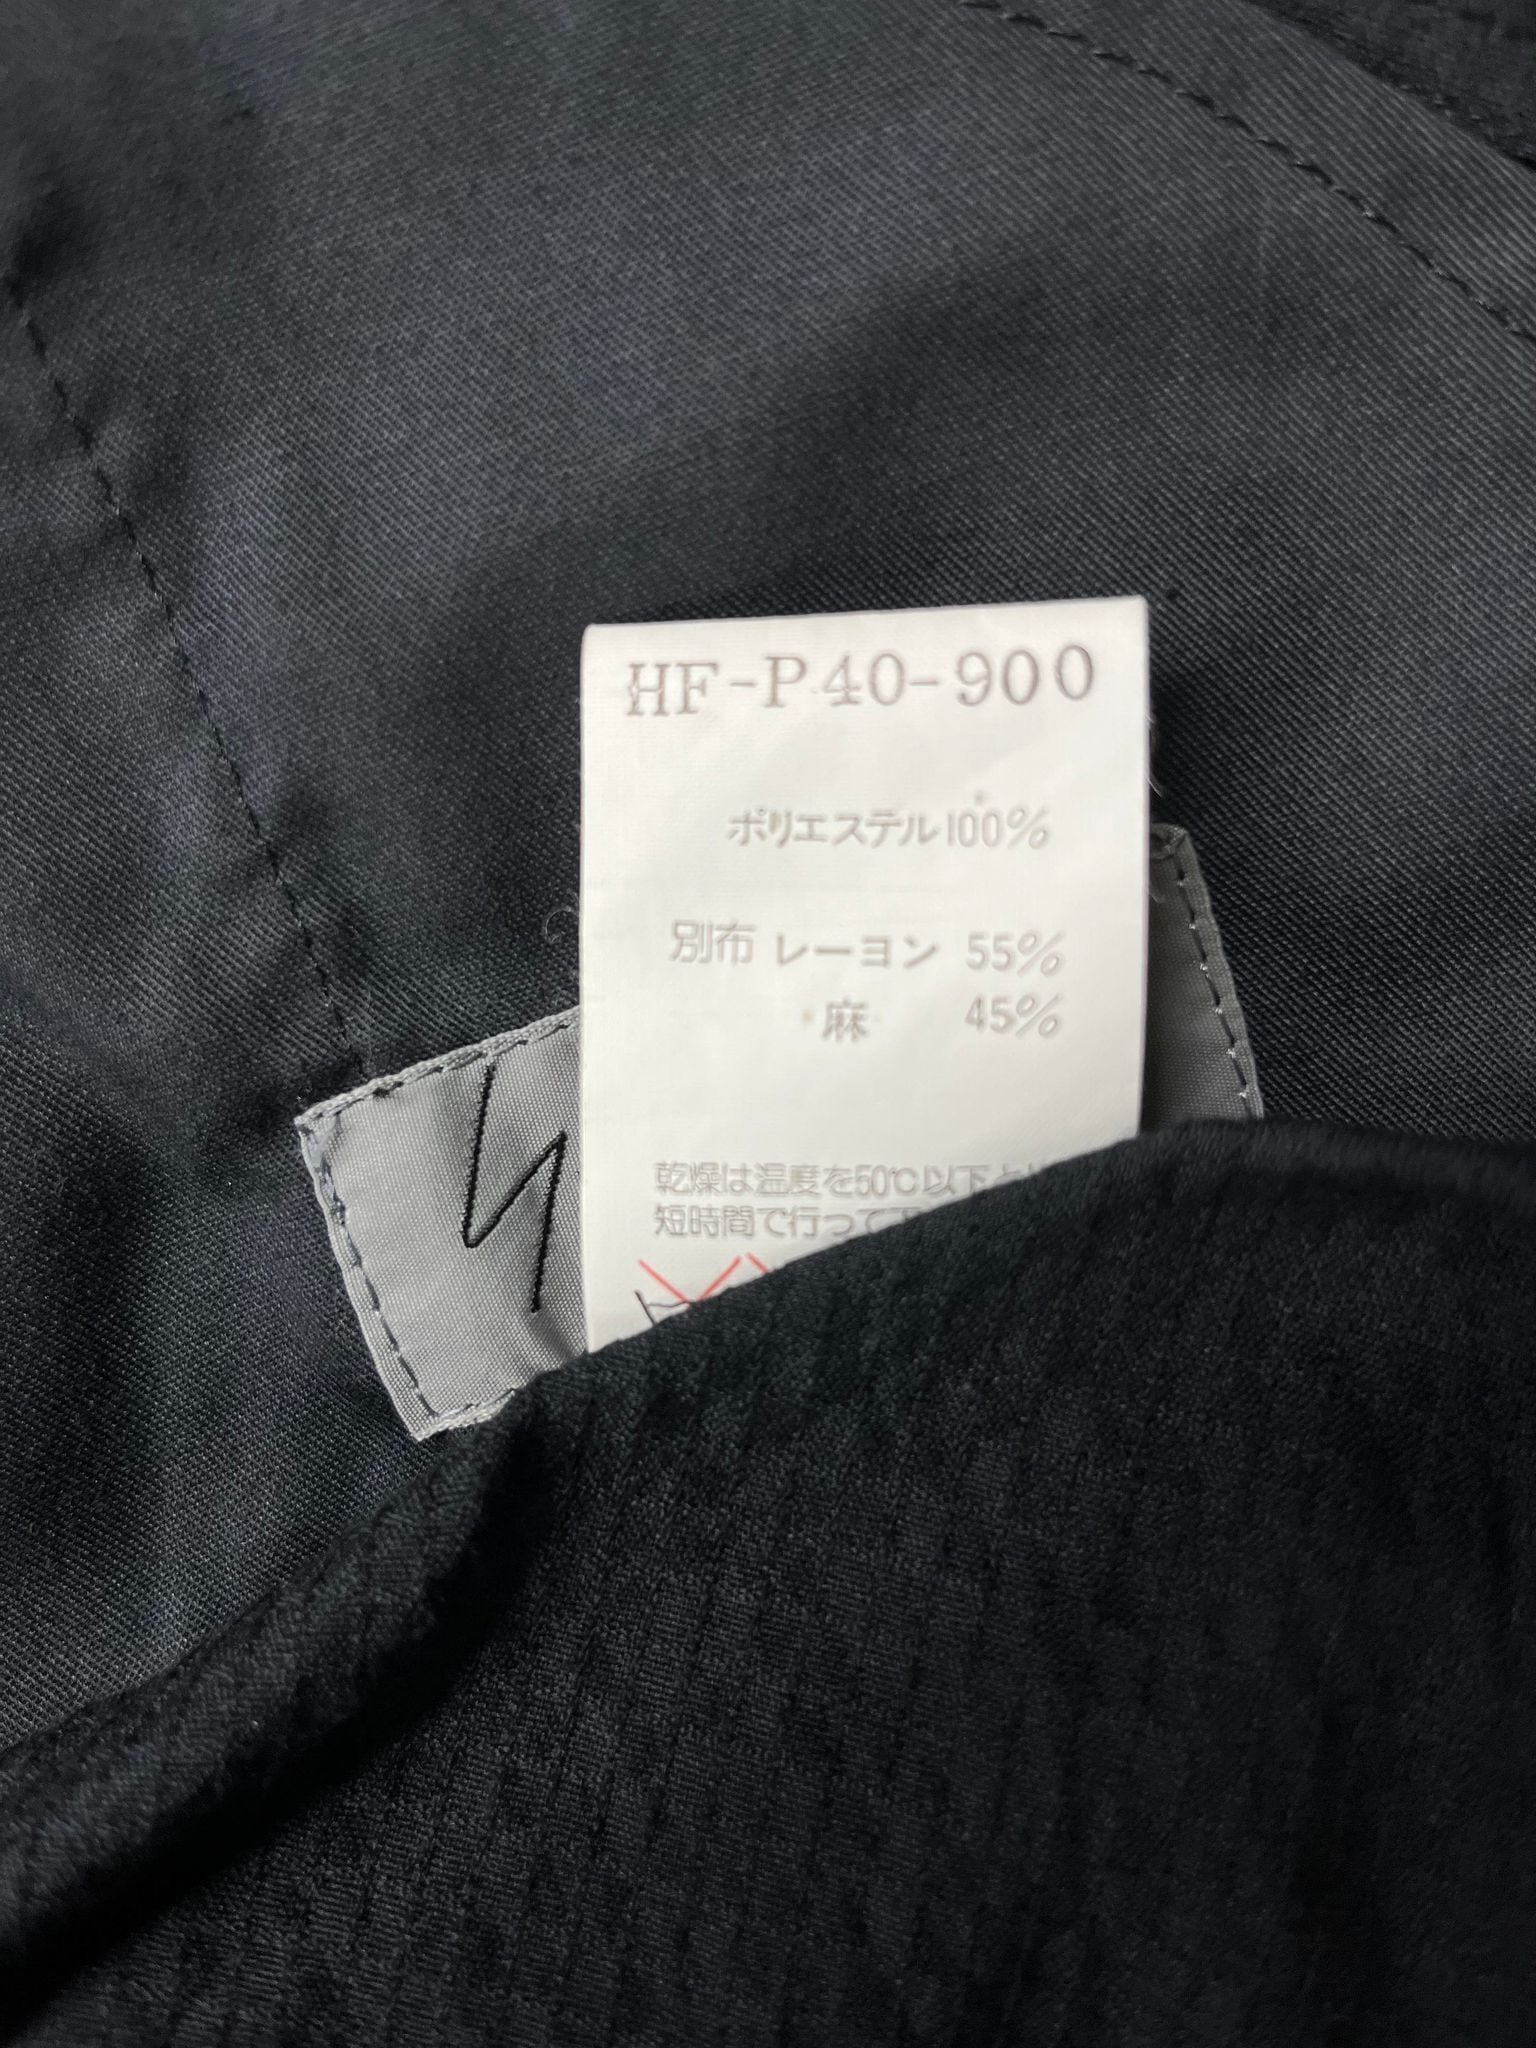 HF-P40-900
ポリエステル100%
別布 レーヨン 55%
麻 45%
乾燥は温度を50℃以下
短時間で行って